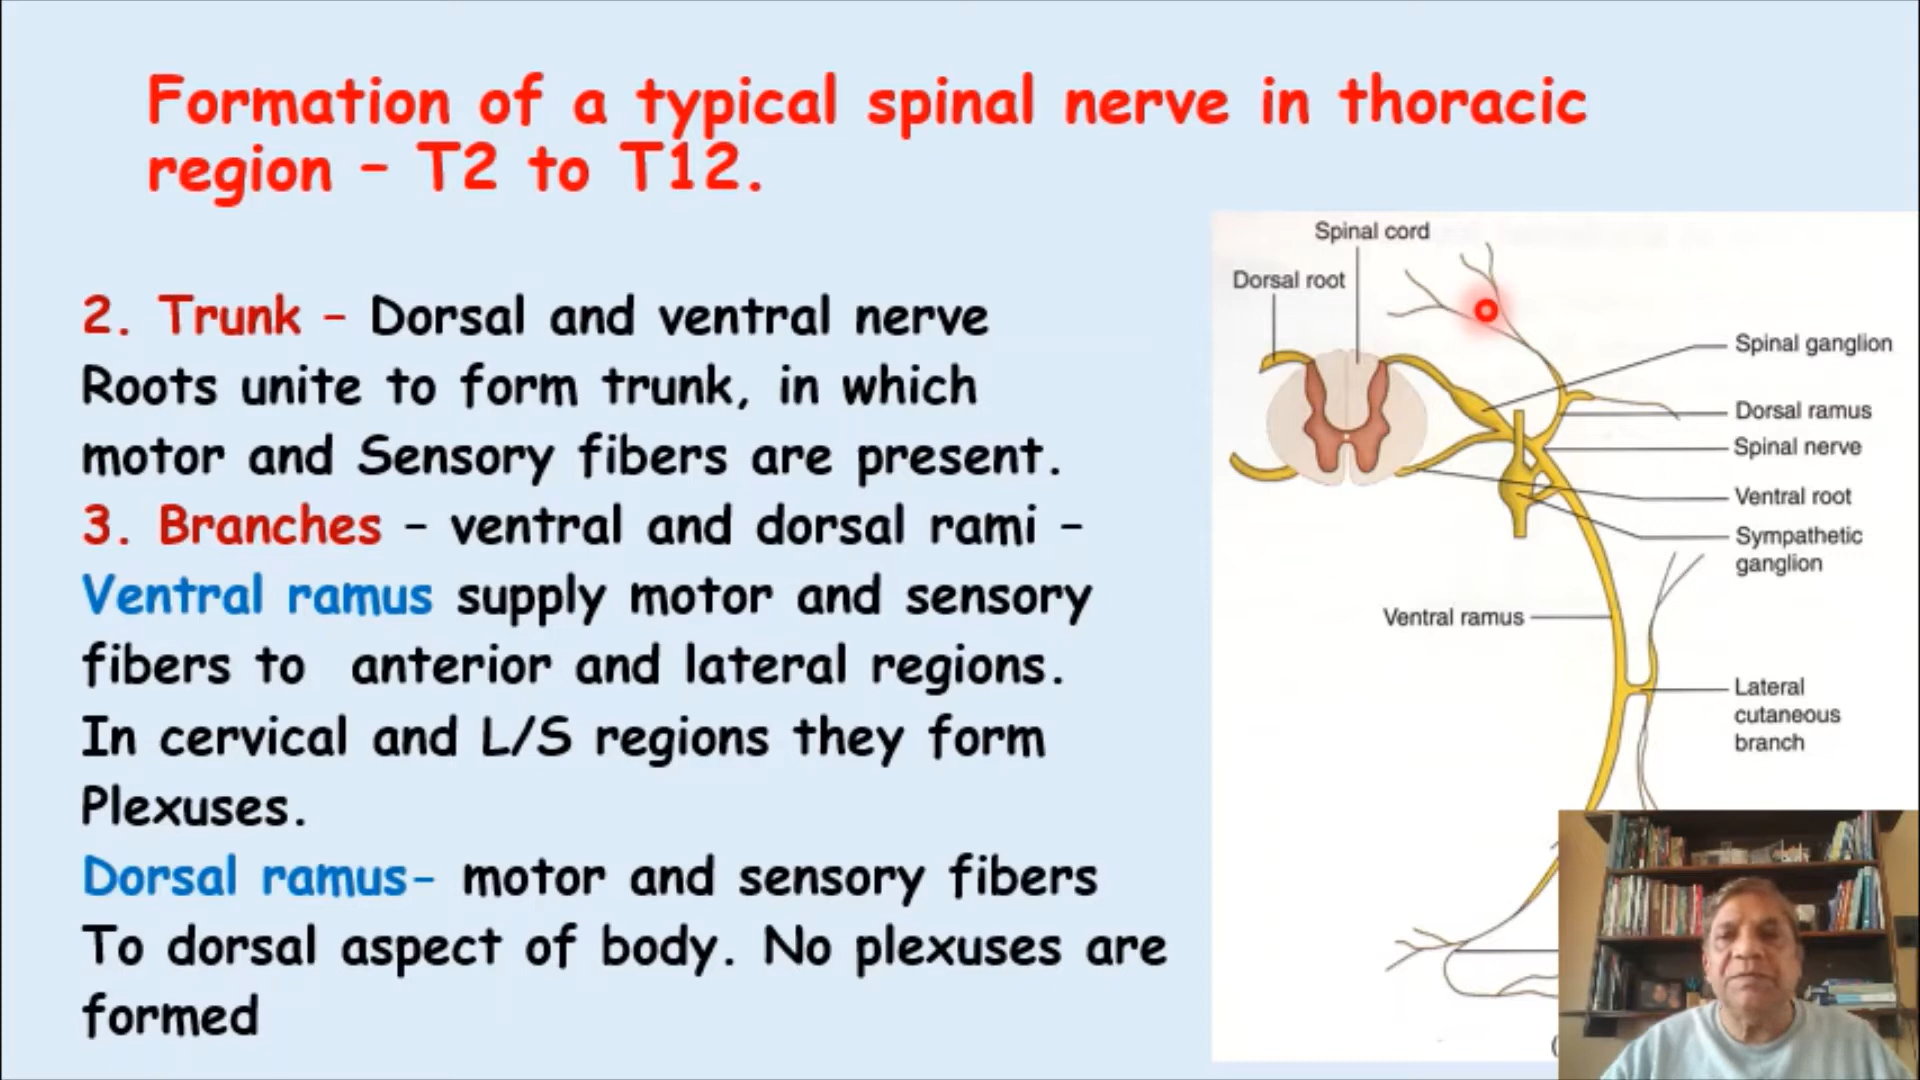 Formation of a typical spinal nerve in thoracic
region – T2 to T12.
2. Trunk – Dorsal and ventral nerve
Roots unite to form trunk, in which
motor and Sensory fibers are present.
3. Branches – ventral and dorsal rami –
Ventral ramus supply motor and sensory
fibers to anterior and lateral regions.
In cervical and L/S regions they form
Plexuses.
Dorsal ramus- motor and sensory fibers
To dorsal aspect of body. No plexuses are
formed
Spinal cord
Dorsal root
Spinal ganglion
Dorsal ramus
Spinal nerve
Ventral root
Sympathetic
ganglion
Ventral ramus
Lateral
cutaneous
branch